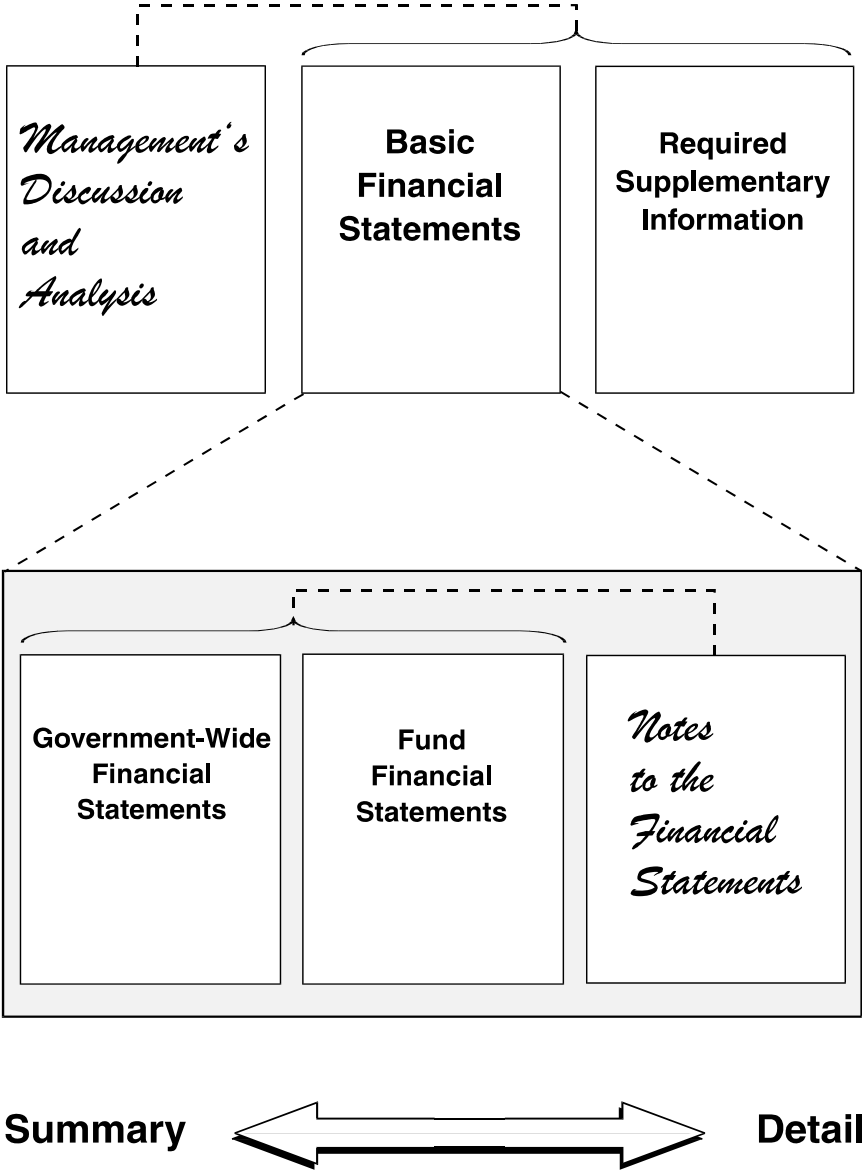 Management's
Discussion
and
Analysis
Basic
Financial
Statements
Required
Supplementary
Information
Government-Wide
Financial
Statements
Fund
Financial
Statements
Notes
to the
Financial
Statements
Summary
Detail